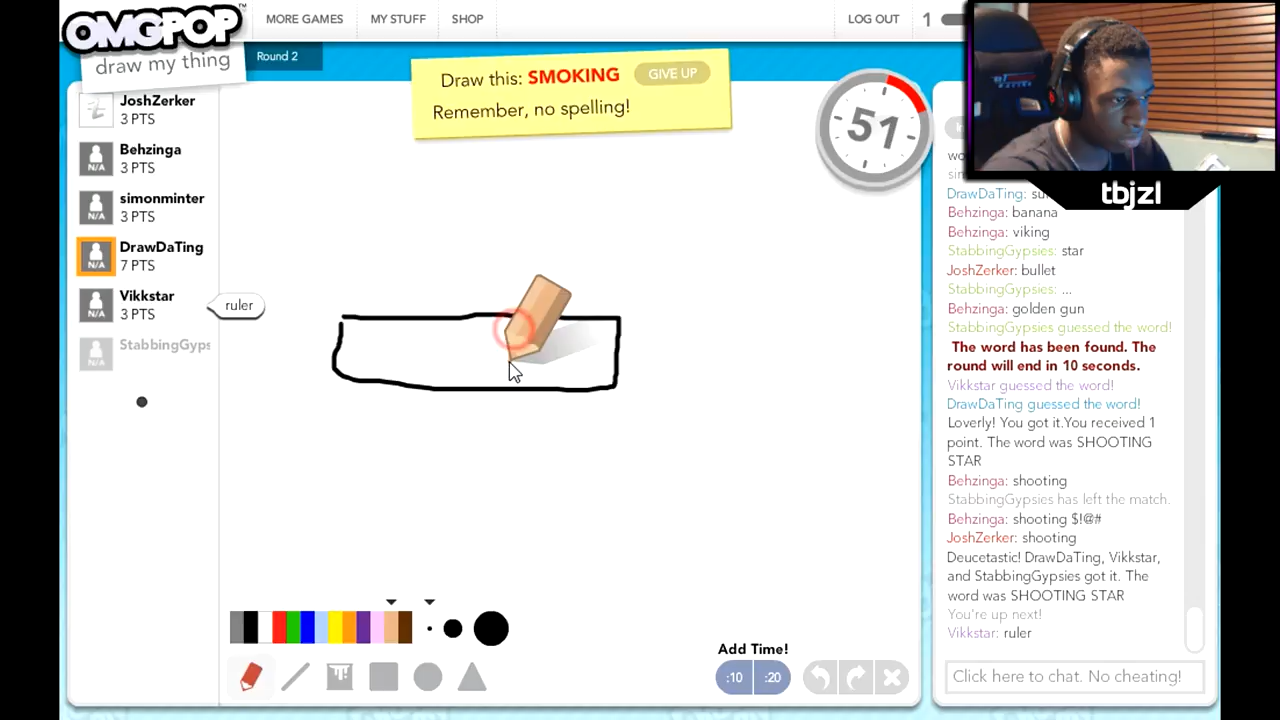 OMGPOP™
MORE GAMES
MY STUFF
SHOP
LOG OUT
1
draw my thing
Round 2
Draw this: SMOKING
GIVE UP
Remember, no spelling!
51
tbjzl
JoshZerker
3 PTS
N/A
Behzinga
3 PTS
N/A
simonminter
3 PTS
N/A
DrawDaTing
7 PTS
N/A
Vikkstar
3 PTS
ruler
N/A
StabbingGyps
DrawDaTing:
Behzinga: banana
Behzinga: viking
StabbingGypsies: star
JoshZerker: bullet
StabbingGypsies: ...
Behzinga: golden gun
StabbingGypsies guessed the word!
The word has been found. The
round will end in 10 seconds.
Vikkstar guessed the word!
DrawDaTing guessed the word!
Loverly! You got it.You received 1
point. The word was SHOOTING
STAR
Behzinga: shooting
StabbingGypsies has left the match.
Behzinga: shooting $!@#
JoshZerker: shooting
Deucetastic! DrawDaTing, Vikkstar,
and StabbingGypsies got it. The
word was SHOOTING STAR
You're up next!
Vikkstar: ruler
Click here to chat. No cheating!
Add Time!
:10
:20